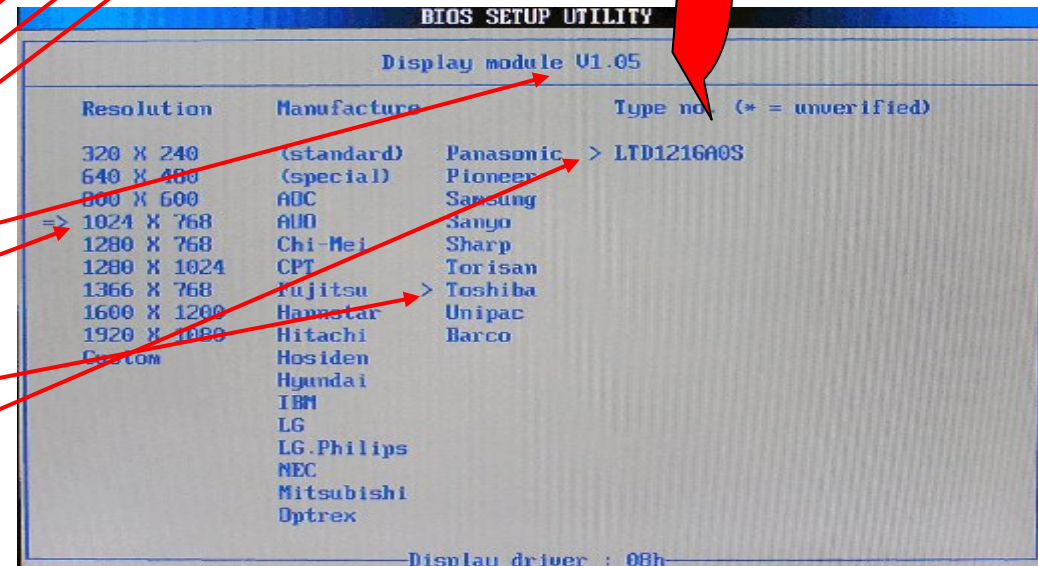 BIOS SETUP UTILITY
Display module V1.05
Resolution Manufacture Type no. (* = unverified)
320 X 240 (standard) Panasonic > LTD1216A0S
640 X 480 (special) Pioneer
800 X 600 ADC Samsung
=> 1024 X 768 AUO Sanyo
1280 X 768 Chi-Mei Sharp
1280 X 1024 CPT Torisan
1366 X 768 Fujitsu > Toshiba
1600 X 1200 Hannstar Unipac
1920 X 1080 Hitachi Barco
Custom Hosiden
Hyundai
IBM
LG
LG.Philips
NEC
Mitsubishi
Optrex
Display driver : 08h